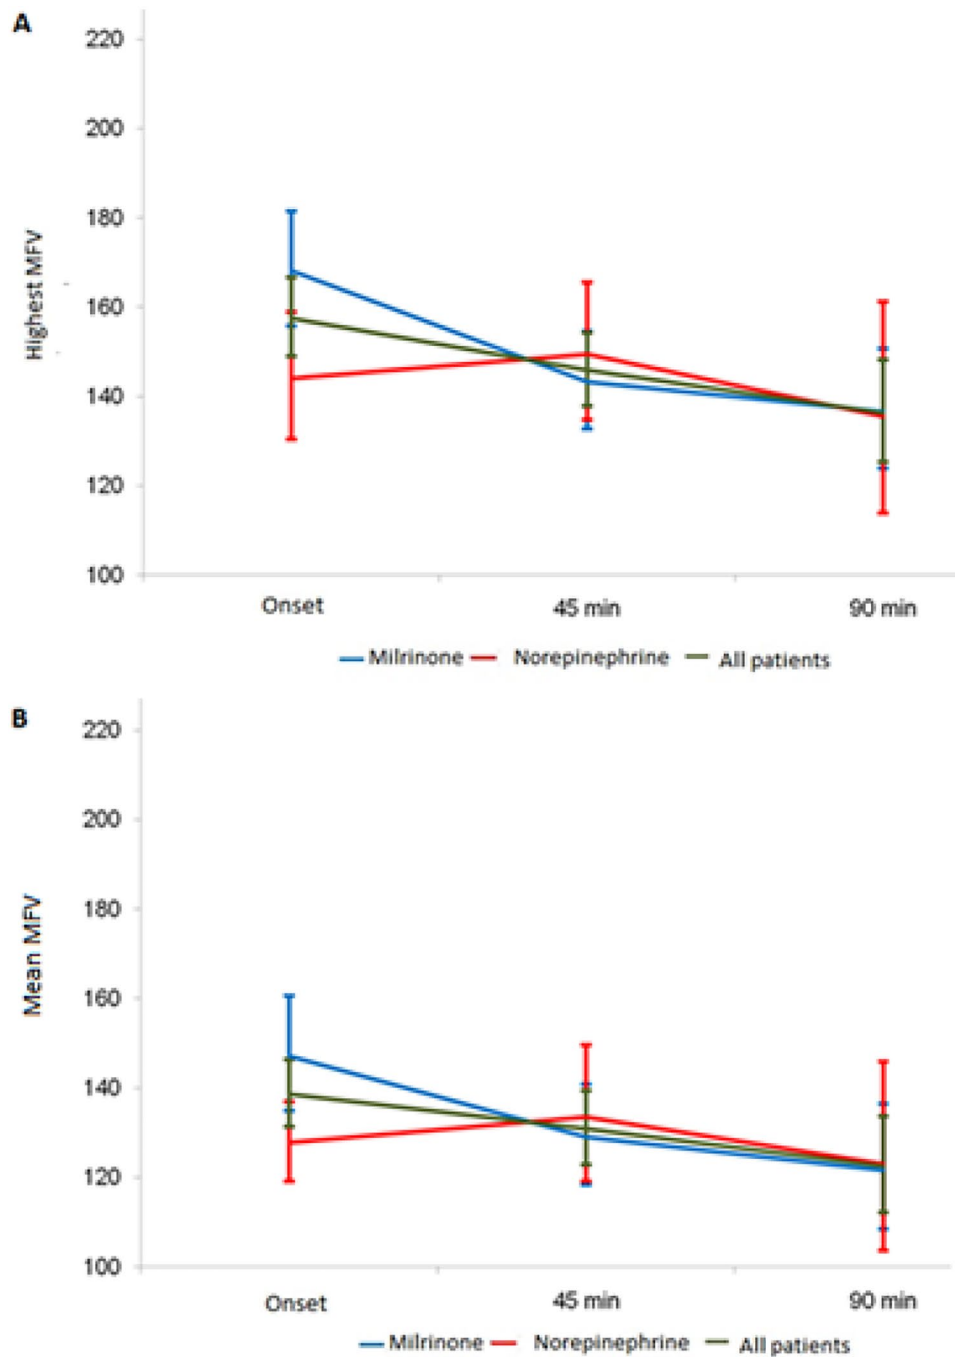 A
220
200
180
160
140
120
100
Highest MFV
Onset 45 min 90 min
Milrinone Norepinephrine All patients
B
220
200
180
160
140
120
100
Mean MFV
Onset 45 min 90 min
Milrinone Norepinephrine All patients